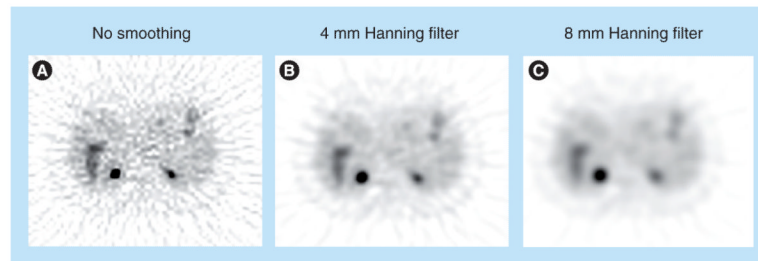 No smoothing
4 mm Hanning filter
8 mm Hanning filter
A
B
C